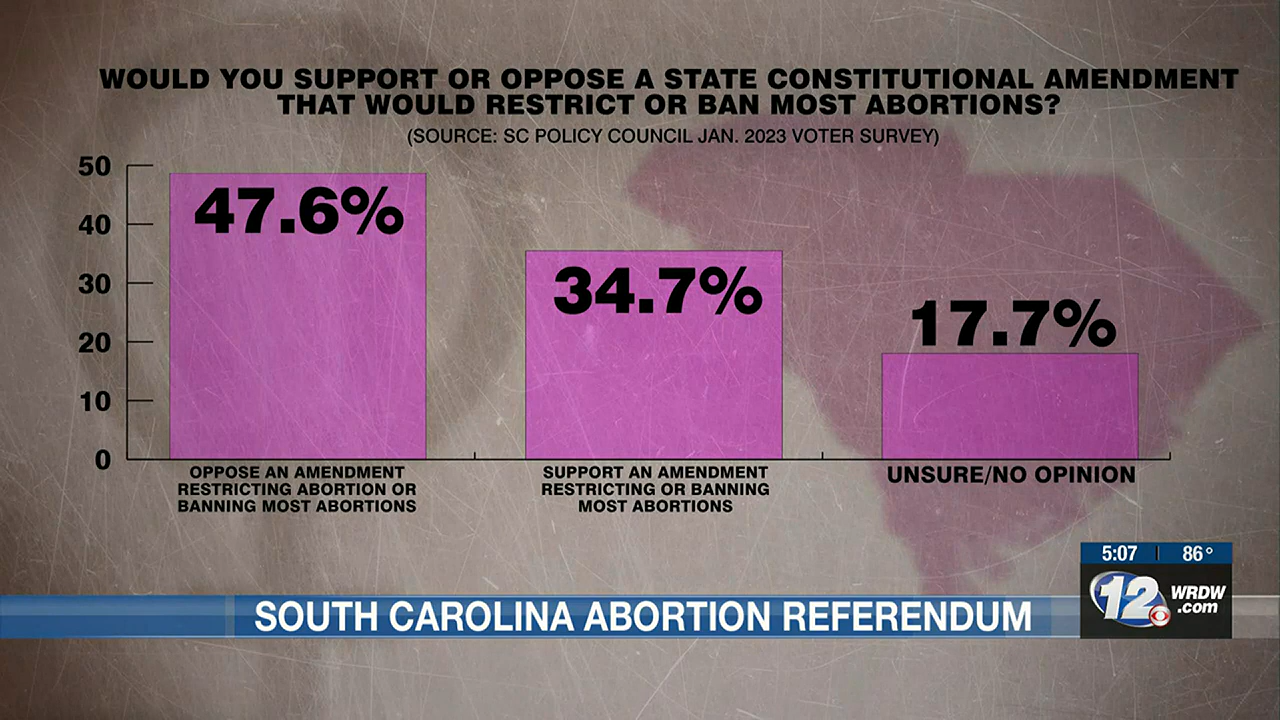 WOULD YOU SUPPORT OR OPPOSE A STATE CONSTITUTIONAL AMENDMENT
THAT WOULD RESTRICT OR BAN MOST ABORTIONS?
(SOURCE: SC POLICY COUNCIL JAN. 2023 VOTER SURVEY)
50
40
30
20
10
0
47.6%
34.7%
17.7%
OPPOSE AN AMENDMENT
RESTRICTING ABORTION OR
BANNING MOST ABORTIONS
SUPPORT AN AMENDMENT
RESTRICTING OR BANNING
MOST ABORTIONS
UNSURE/NO OPINION
5:07 | 86°
12 WRDW
.com
SOUTH CAROLINA ABORTION REFERENDUM